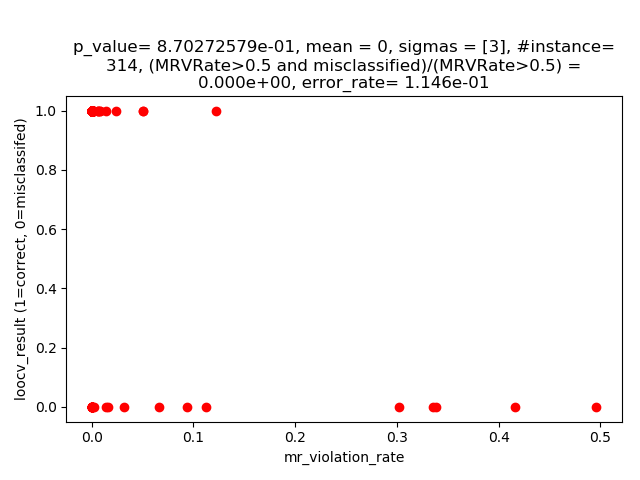 p_value= 8.70272579e-01, mean = 0, sigmas = [3], #instance=
314, (MRVRate>0.5 and misclassified)/(MRVRate>0.5) =
0.000e+00, error_rate= 1.146e-01
loocv_result (1=correct, 0=misclassifed)
1.0
0.8
0.6
0.4
0.2
0.0
0.0 0.1 0.2 0.3 0.4 0.5
mr_violation_rate